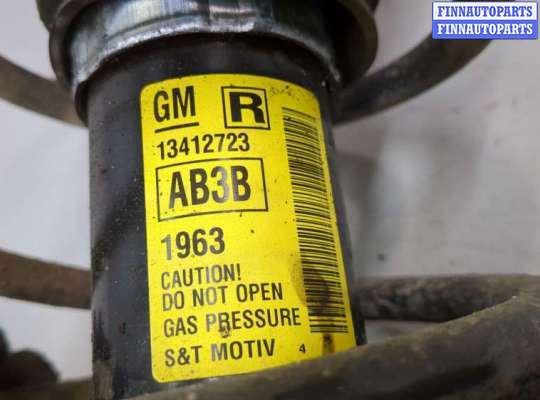 FINNAUTOPARTS
FINNAUTOPARTS
GM R
13412723
AB3B
1963
CAUTION!
DO NOT OPEN
GAS PRESSURE
S&T MOTIV 4